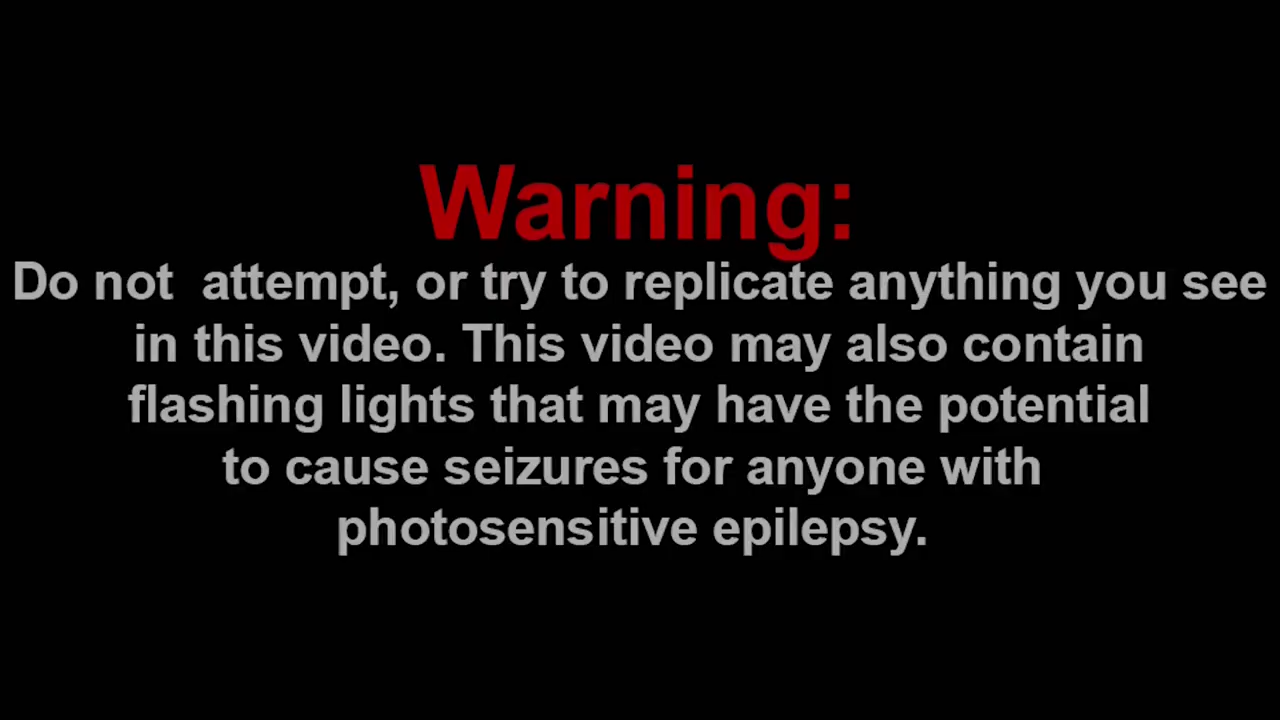 Warning:
Do not  attempt, or try to replicate anything you see
in this video. This video may also contain
flashing lights that may have the potential
to cause seizures for anyone with
photosensitive epilepsy.